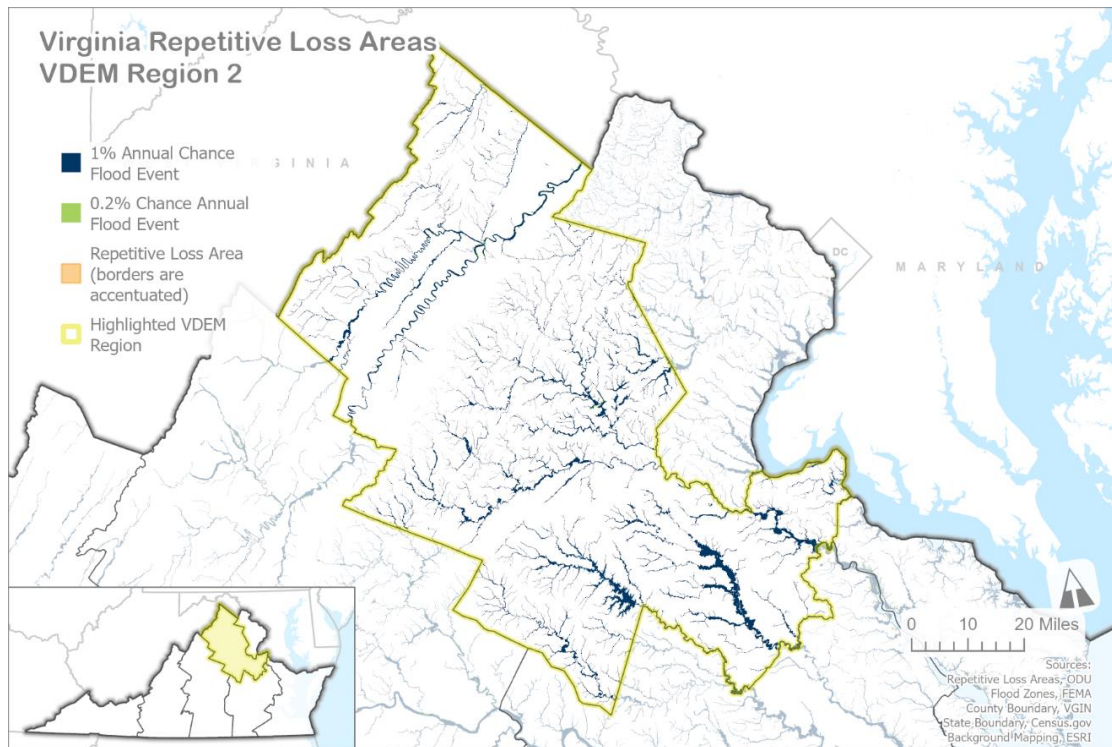 Virginia Repetitive Loss Areas
VDEM Region 2
1% Annual Chance
Flood Event
GINIA
0.2% Chance Annual
Flood Event
Repetitive Loss Area
(borders are
accentuated)
Highlighted VDEM
Region
DC
MARYLAND
0 10 20 Miles
Sources:
Repetitive Loss Areas, ODU
Flood Zones, FEMA
County Boundary, VGIN
State Boundary, Census.gov
Background Mapping, ESRI